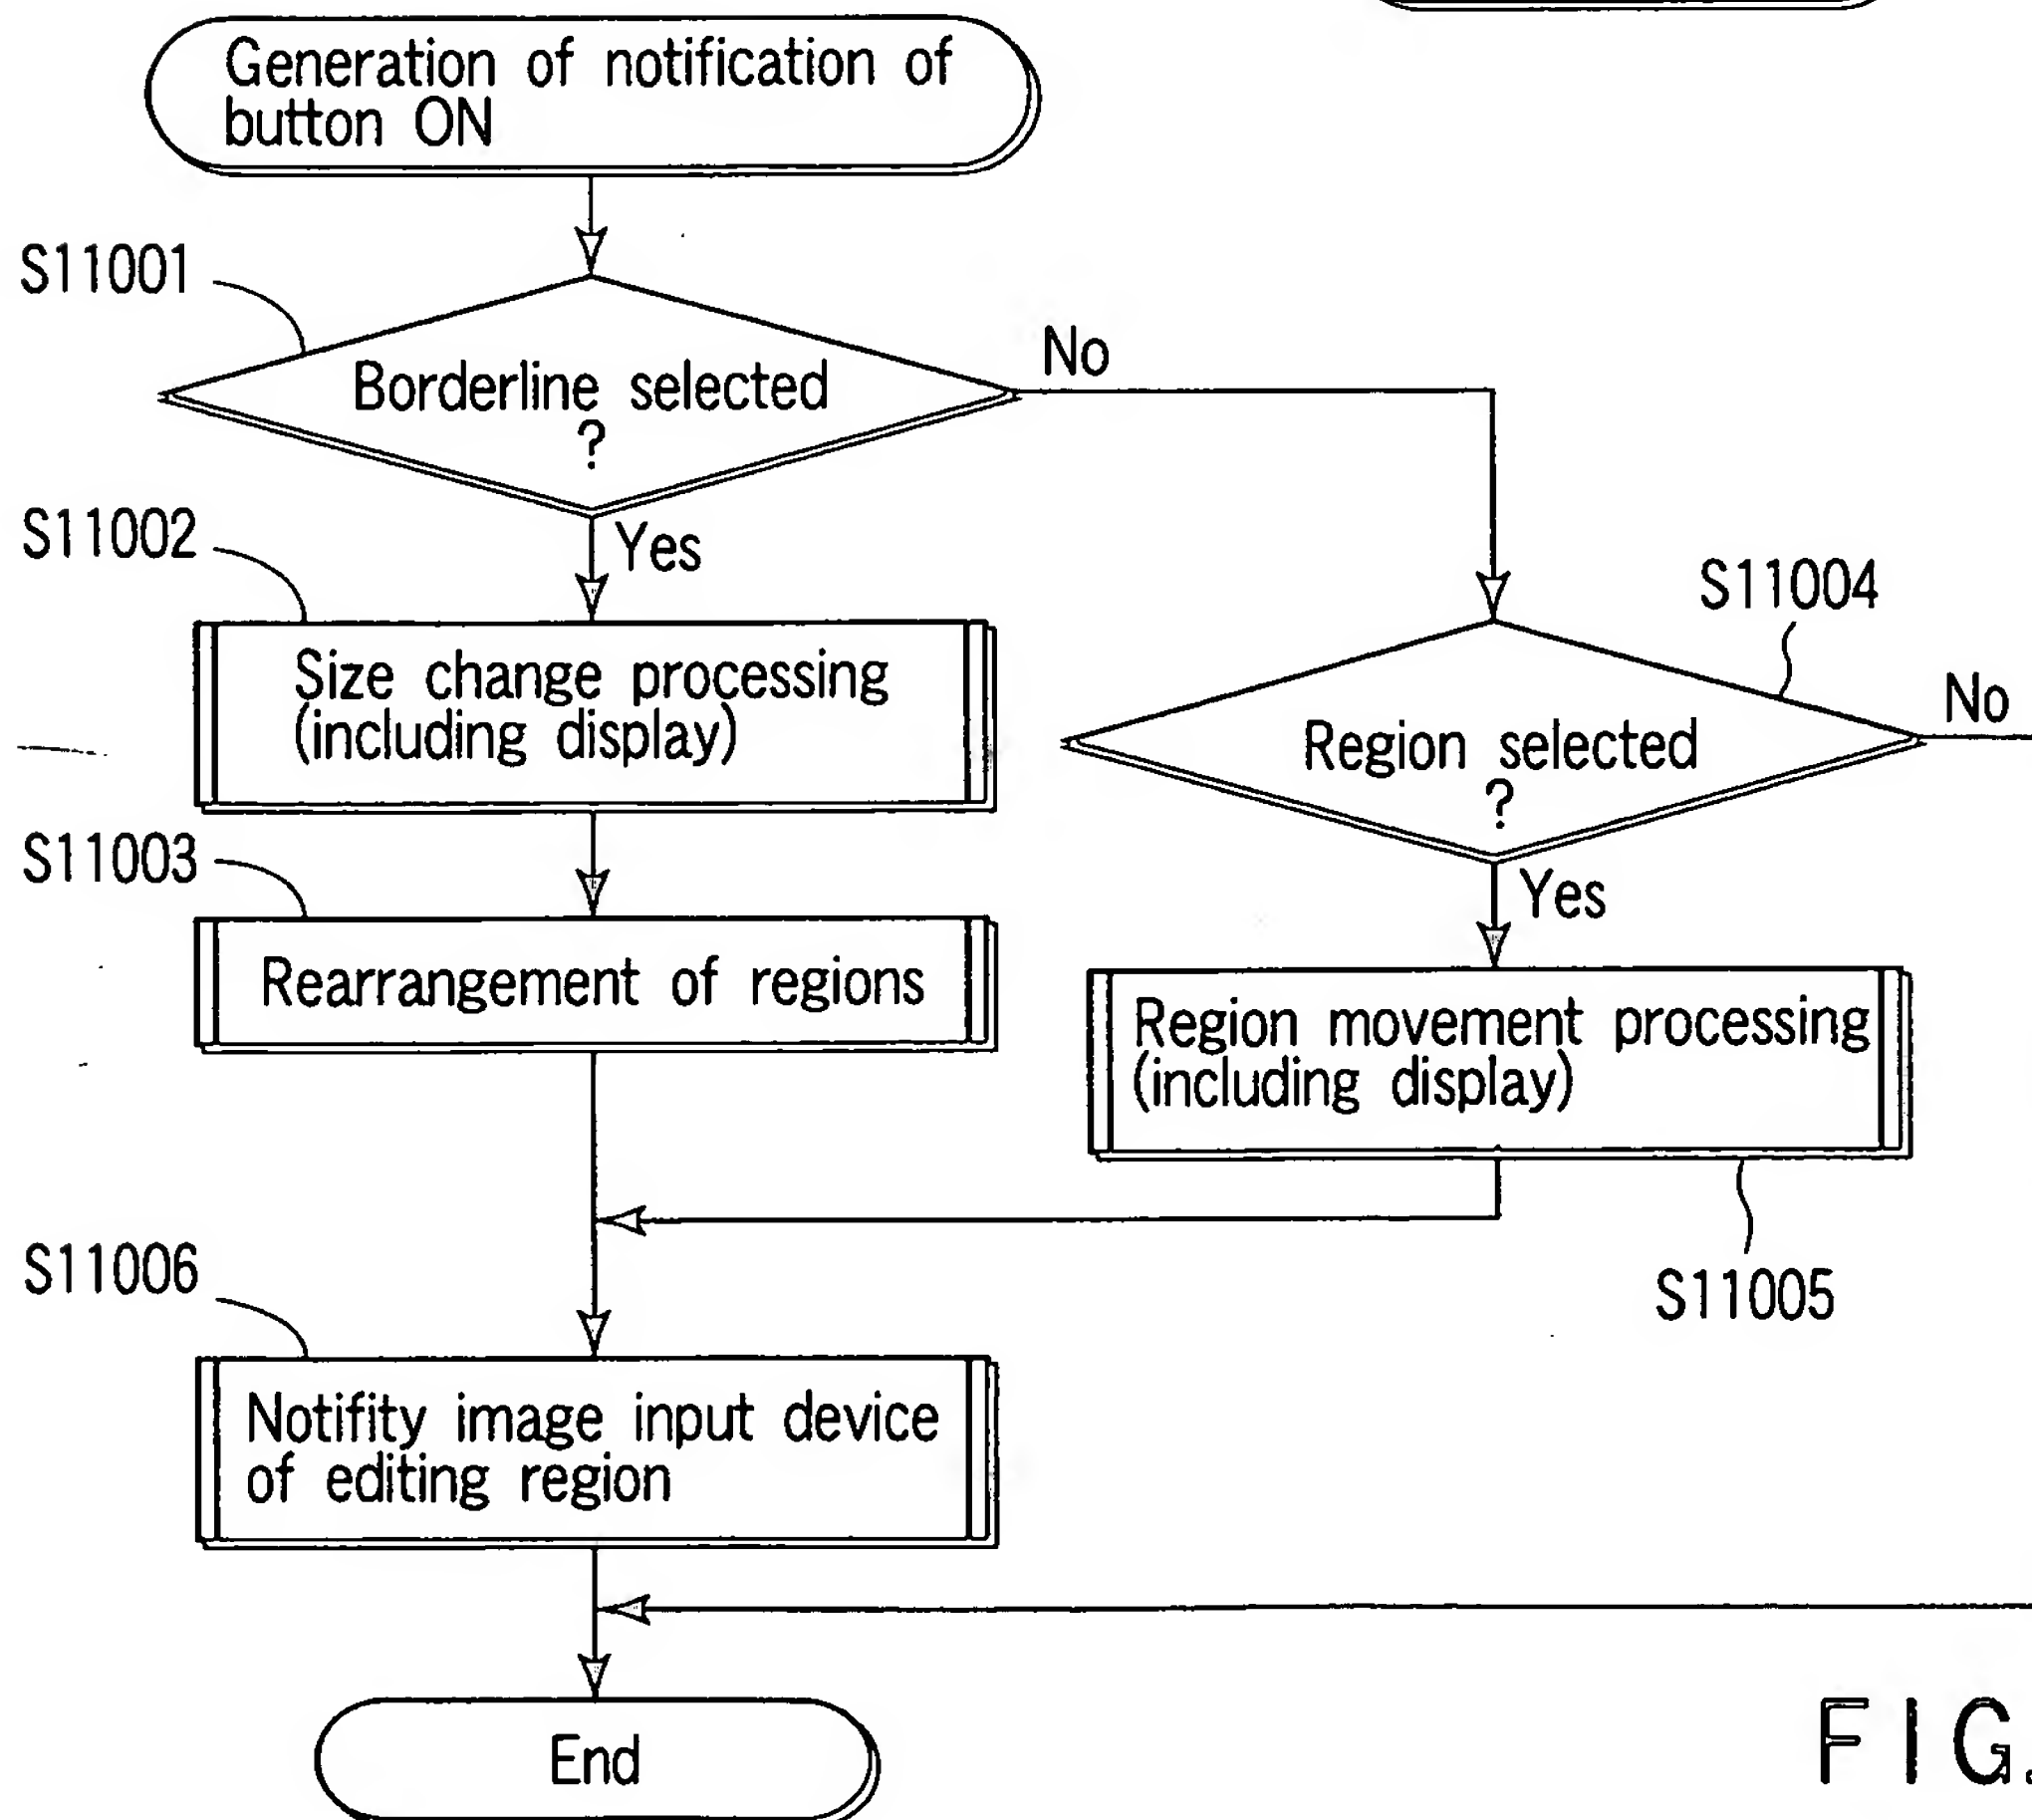 Generation of notification of
button ON
S11001
Borderline selected
?
No
Yes
S11002
Size change processing
(including display)
S11003
Rearrangement of regions
S11004
Region selected
?
No
Yes
Region movement processing
(including display)
S11005
S11006
Notifity image input device
of editing region
End
FIG.